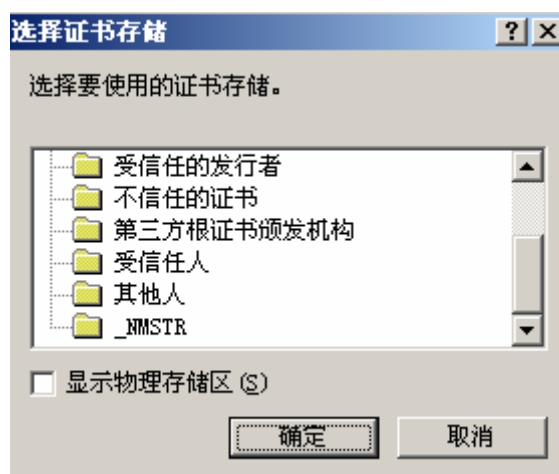 选择证书存储
选择要使用的证书存储。
受信任的发行者
不信任的证书
第三方根证书颁发机构
受信任人
其他人
_NMSTR
显示物理存储区(S)
确定 取消